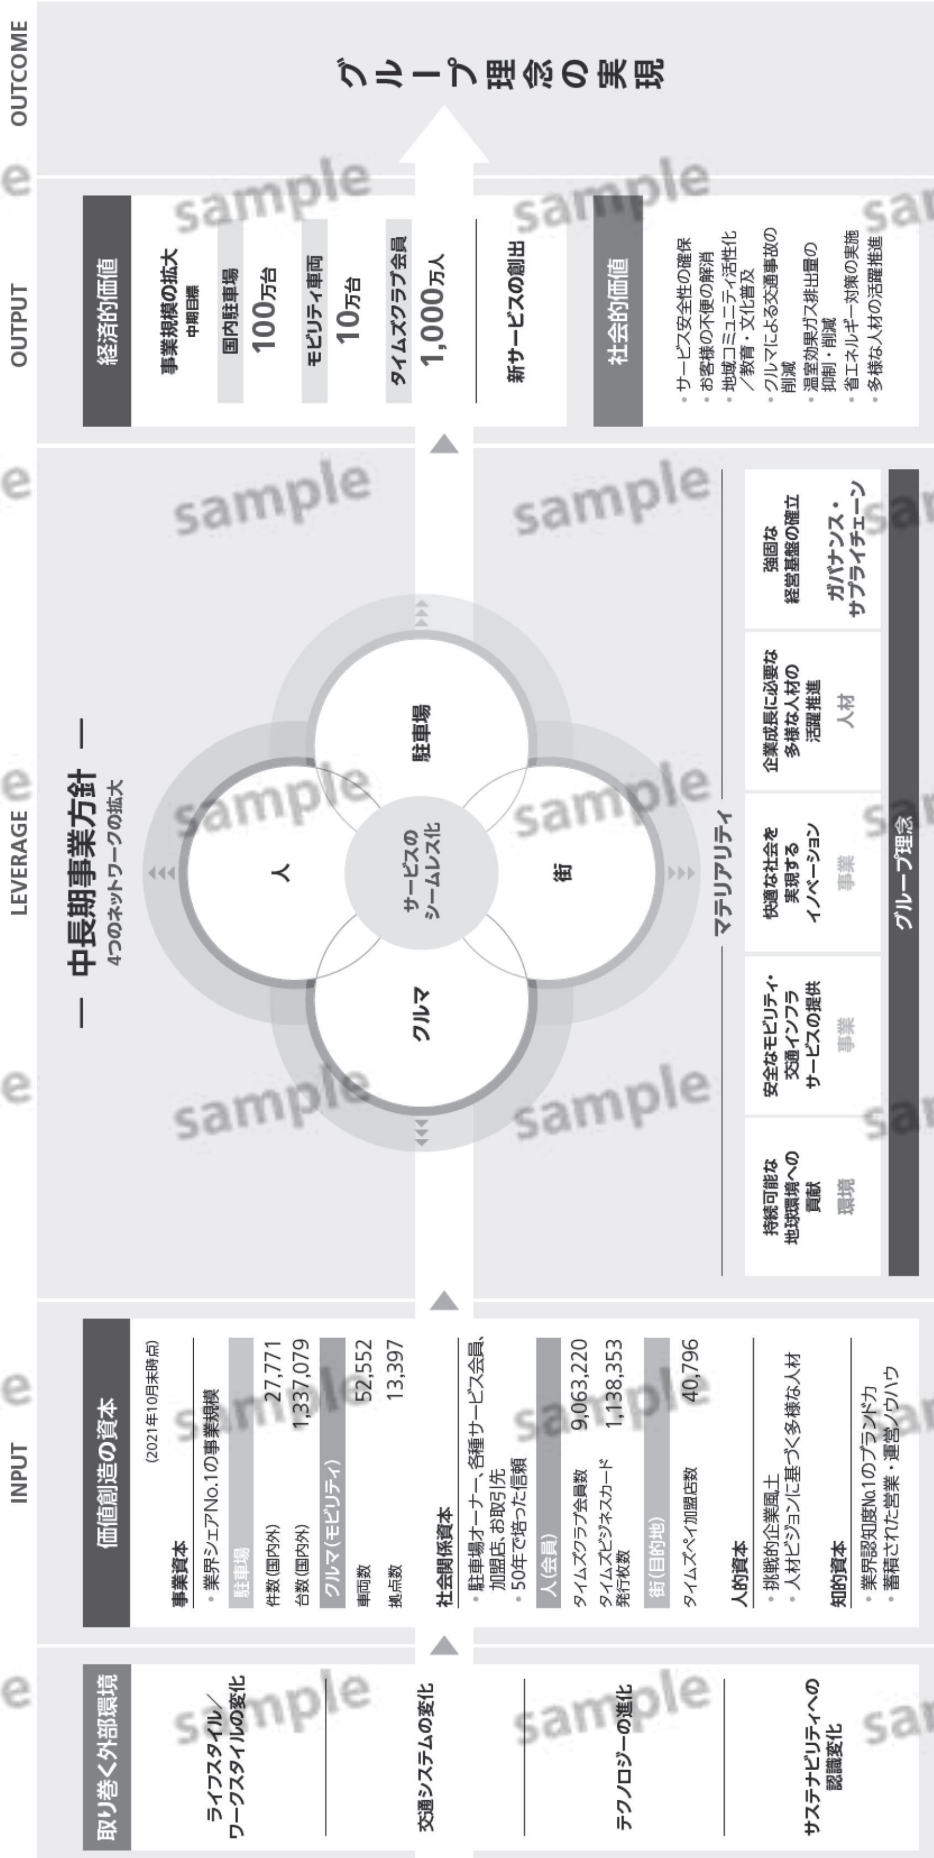 INPUT
LEVERAGE
OUTPUT
OUTCOME
取り巻く外部環境
ライフスタイル／
ワークスタイルの変化
交通システムの変化
テクノロジーの進化
サステナビリティへの
認識変化
価値創造の資本
(2021年10月末時点)
事業資本
・業界シェアNo.1の事業規模
駐車場
件数(国内外) 27,771
台数(国内外) 1,337,079
クルマ(モビリティ)
車両数 52,552
拠点数 13,397
社会関係資本
・駐車場オーナー、各種サービス会員、
加盟店、お取引先
・50年で培った信頼
人(会員)
タイムズクラブ会員数 9,063,220
タイムズビジネスカード
発行枚数 1,138,353
街(目的地)
タイムズペイ加盟店数 40,796
人的資本
・挑戦的企業風土
・人材ビジョンに基づく多様な人材
知的資本
・業界認知度№1のブランド力
・蓄積された営業・運営ノウハウ
中長期事業方針
4つのネットワークの拡大
人
クルマ
サービスの
シームレス化
駐車場
街
マテリアリティ
持続可能な
地球環境への
貢献
環境
安全なモビリティ・
交通インフラ
サービスの提供
事業
快適な社会を
実現する
イノベーション
事業
企業成長に必要な
多様な人材の
活躍推進
人材
強固な
経営基盤の確立
ガバナンス・
サプライチェーン
グループ理念
経済的価値
事業規模の拡大
中期目標
国内駐車場
100万台
モビリティ車両
10万台
タイムズクラブ会員
1,000万人
新サービスの創出
社会的価値
・サービス安全性の確保
・お客様の不便の解消
・地域コミュニティ活性化
／教育・文化普及
・クルマによる交通事故の
削減
・温室効果ガス排出量の
抑制・削減
・省エネルギー対策の実施
・多様な人材の活躍推進
グループ理念の実現
sample
sample
sample
sample
sample
sample
sample
sample
sample
sample
sample
sample